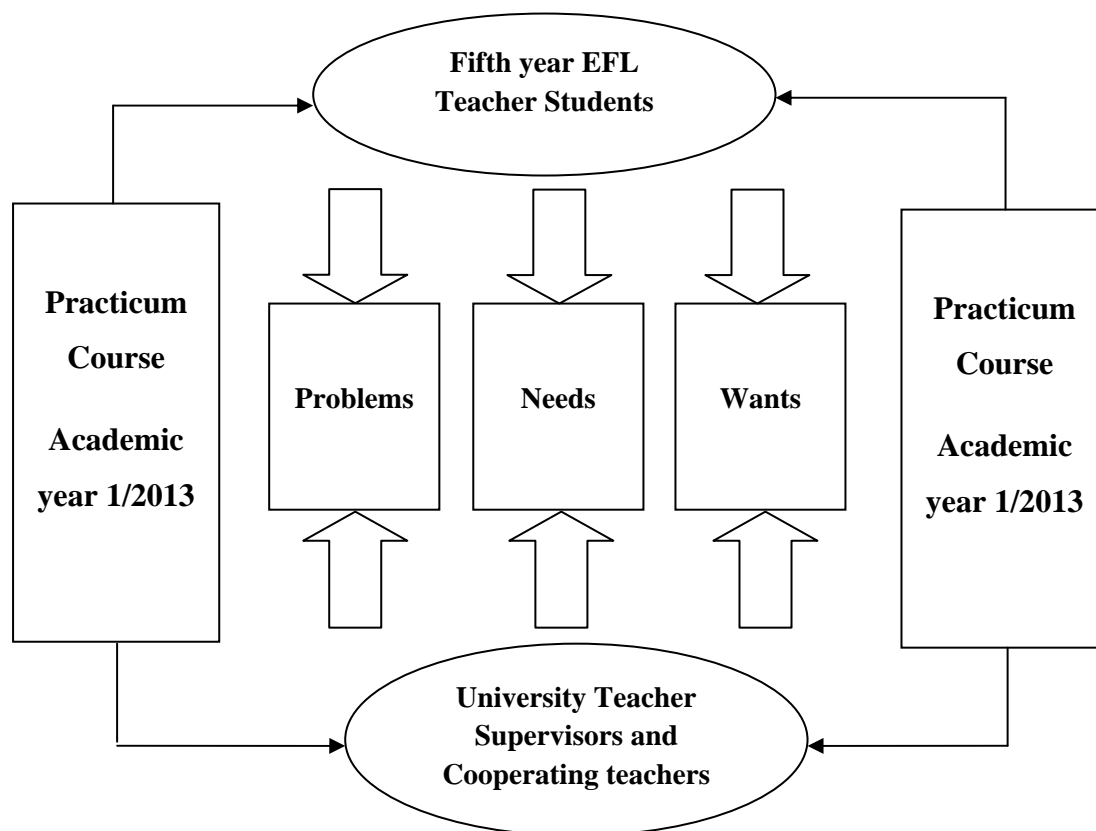 Fifth year EFL
Teacher Students
Practicum
Course
Academic
year 1/2013
Problems
Needs
Wants
Practicum
Course
Academic
year 1/2013
University Teacher
Supervisors and
Cooperating teachers